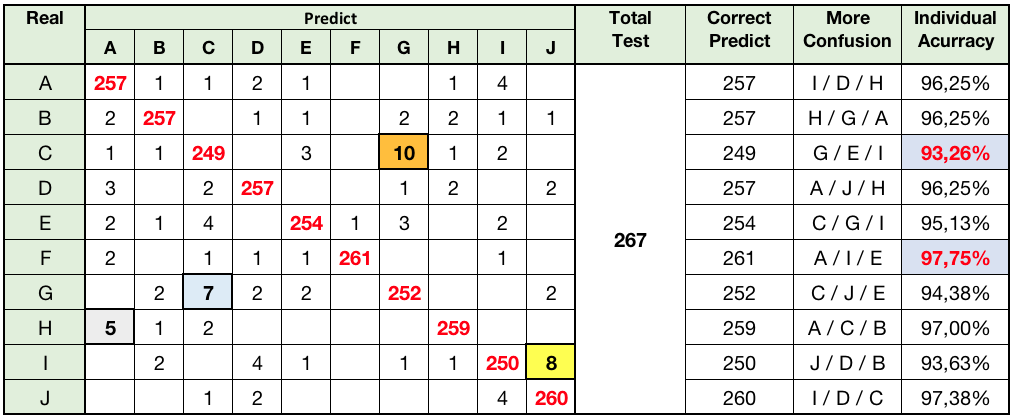 Real Predict Total Test Correct Predict More Confusion Individual Acurracy
A B C D E F G H I J
A 257 1 1 2 1 1 4 257 I / D / H 96,25%
B 2 257 1 1 2 2 1 1 257 H / G / A 96,25%
C 1 1 249 3 10 1 2 249 G / E / I 93,26%
D 3 2 257 1 2 2 257 A / J / H 96,25%
E 2 1 4 254 1 3 2 254 C / G / I 95,13%
267
F 2 1 1 1 261 1 261 A / I / E 97,75%
G 2 7 2 2 252 2 252 C / J / E 94,38%
H 5 1 2 259 259 A / C / B 97,00%
I 2 4 1 1 1 250 8 250 J / D / B 93,63%
J 1 2 4 260 260 I / D / C 97,38%